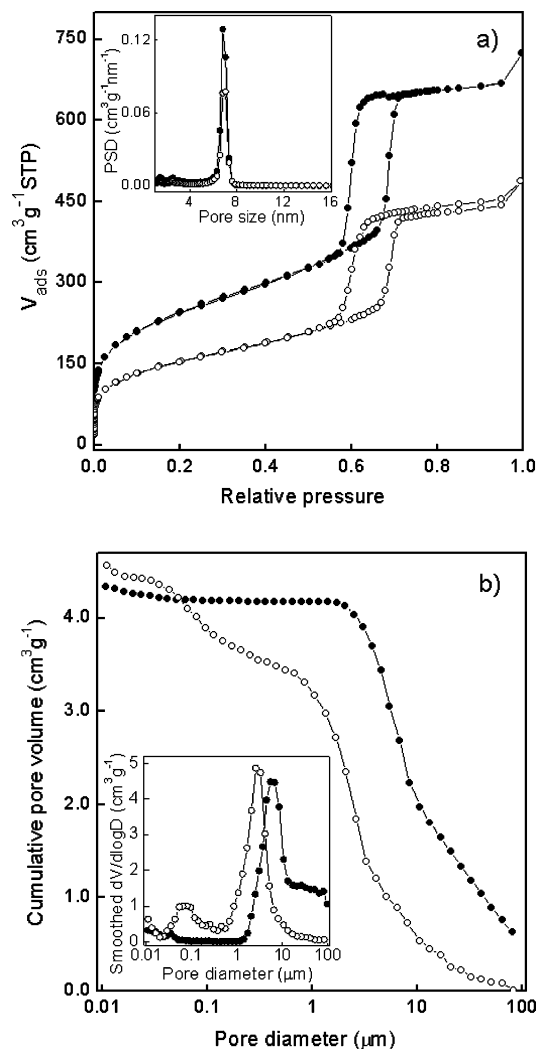 a)
750
600
450
300
150
0
V_ads (cm³g⁻¹ STP)
0.0 0.2 0.4 0.6 0.8 1.0
Relative pressure
0.12
0.06
0.00
PSD (cm³g⁻¹nm⁻¹)
4 8 12 16
Pore size (nm)
b)
4.0
3.0
2.0
1.0
0.0
Cumulative pore volume (cm³g⁻¹)
0.01 0.1 1 10 100
Pore diameter (µm)
5
4
3
2
1
0
Smoothed dV/dlogD (cm³g⁻¹)
0.01 0.1 1 10 100
Pore diameter (µm)